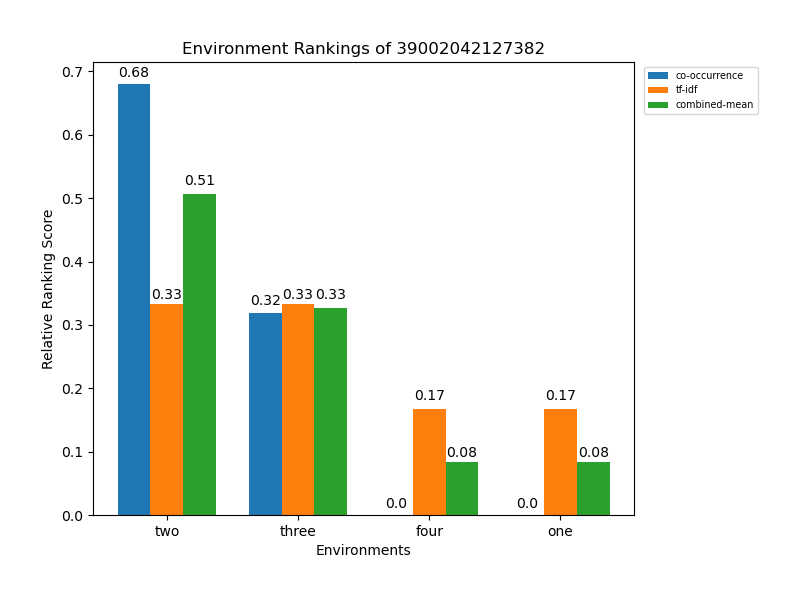 Environment Rankings of 39002042127382
co-occurrence
tf-idf
combined-mean
Relative Ranking Score
0.7
0.6
0.5
0.4
0.3
0.2
0.1
0.0
0.68
0.33
0.51
0.32
0.33
0.33
0.0
0.17
0.08
0.0
0.17
0.08
two
three
four
one
Environments